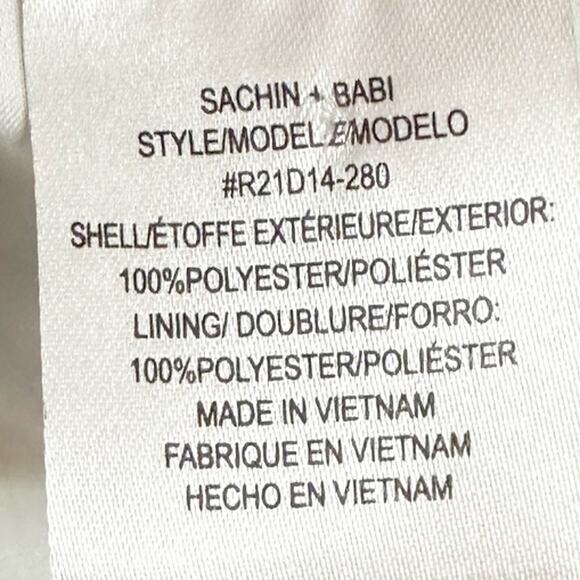 SACHIN + BABI
STYLE/MODELE/MODELO
#R21D14-280
SHELL/ÉTOFFE EXTÉRIEURE/EXTERIOR:
100%POLYESTER/POLIÉSTER
LINING/ DOUBLURE/FORRO:
100%POLYESTER/POLIÉSTER
MADE IN VIETNAM
FABRIQUE EN VIETNAM
HECHO EN VIETNAM